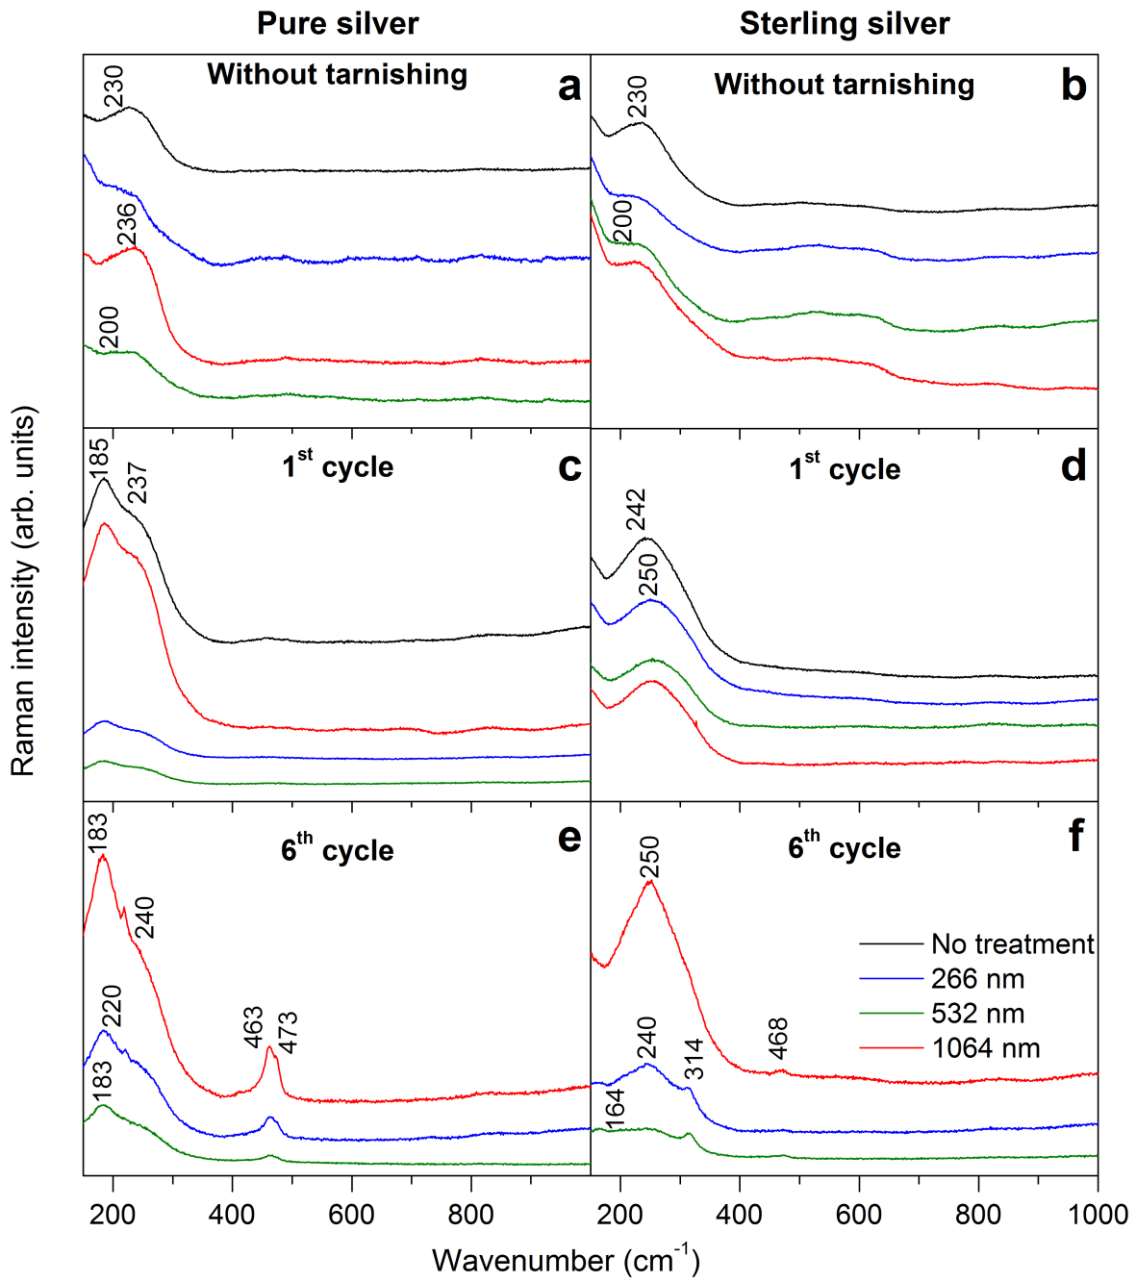 Pure silver
Sterling silver
Without tarnishing
a
230
236
200
Without tarnishing
b
230
200
Raman intensity (arb. units)
1st cycle
c
185
237
1st cycle
d
242
250
6th cycle
e
183
240
220
183
463
473
6th cycle
f
250
240
314
164
468
No treatment
266 nm
532 nm
1064 nm
200
400
600
800
200
400
600
800
1000
Wavenumber (cm-1)